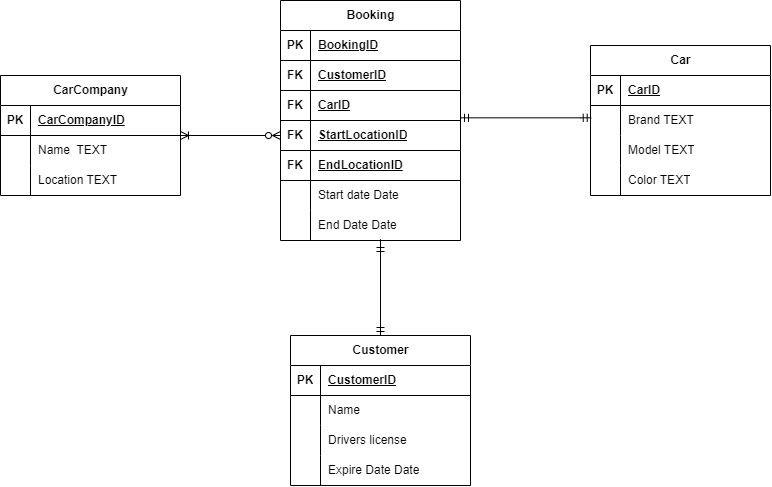 Booking
PK BookingID
FK CustomerID
FK CarID
FK StartLocationID
FK EndLocationID
Start date Date
End Date Date
Car
PK CarID
Brand TEXT
Model TEXT
Color TEXT
CarCompany
PK CarCompanyID
Name TEXT
Location TEXT
Customer
PK CustomerID
Name
Drivers license
Expire Date Date